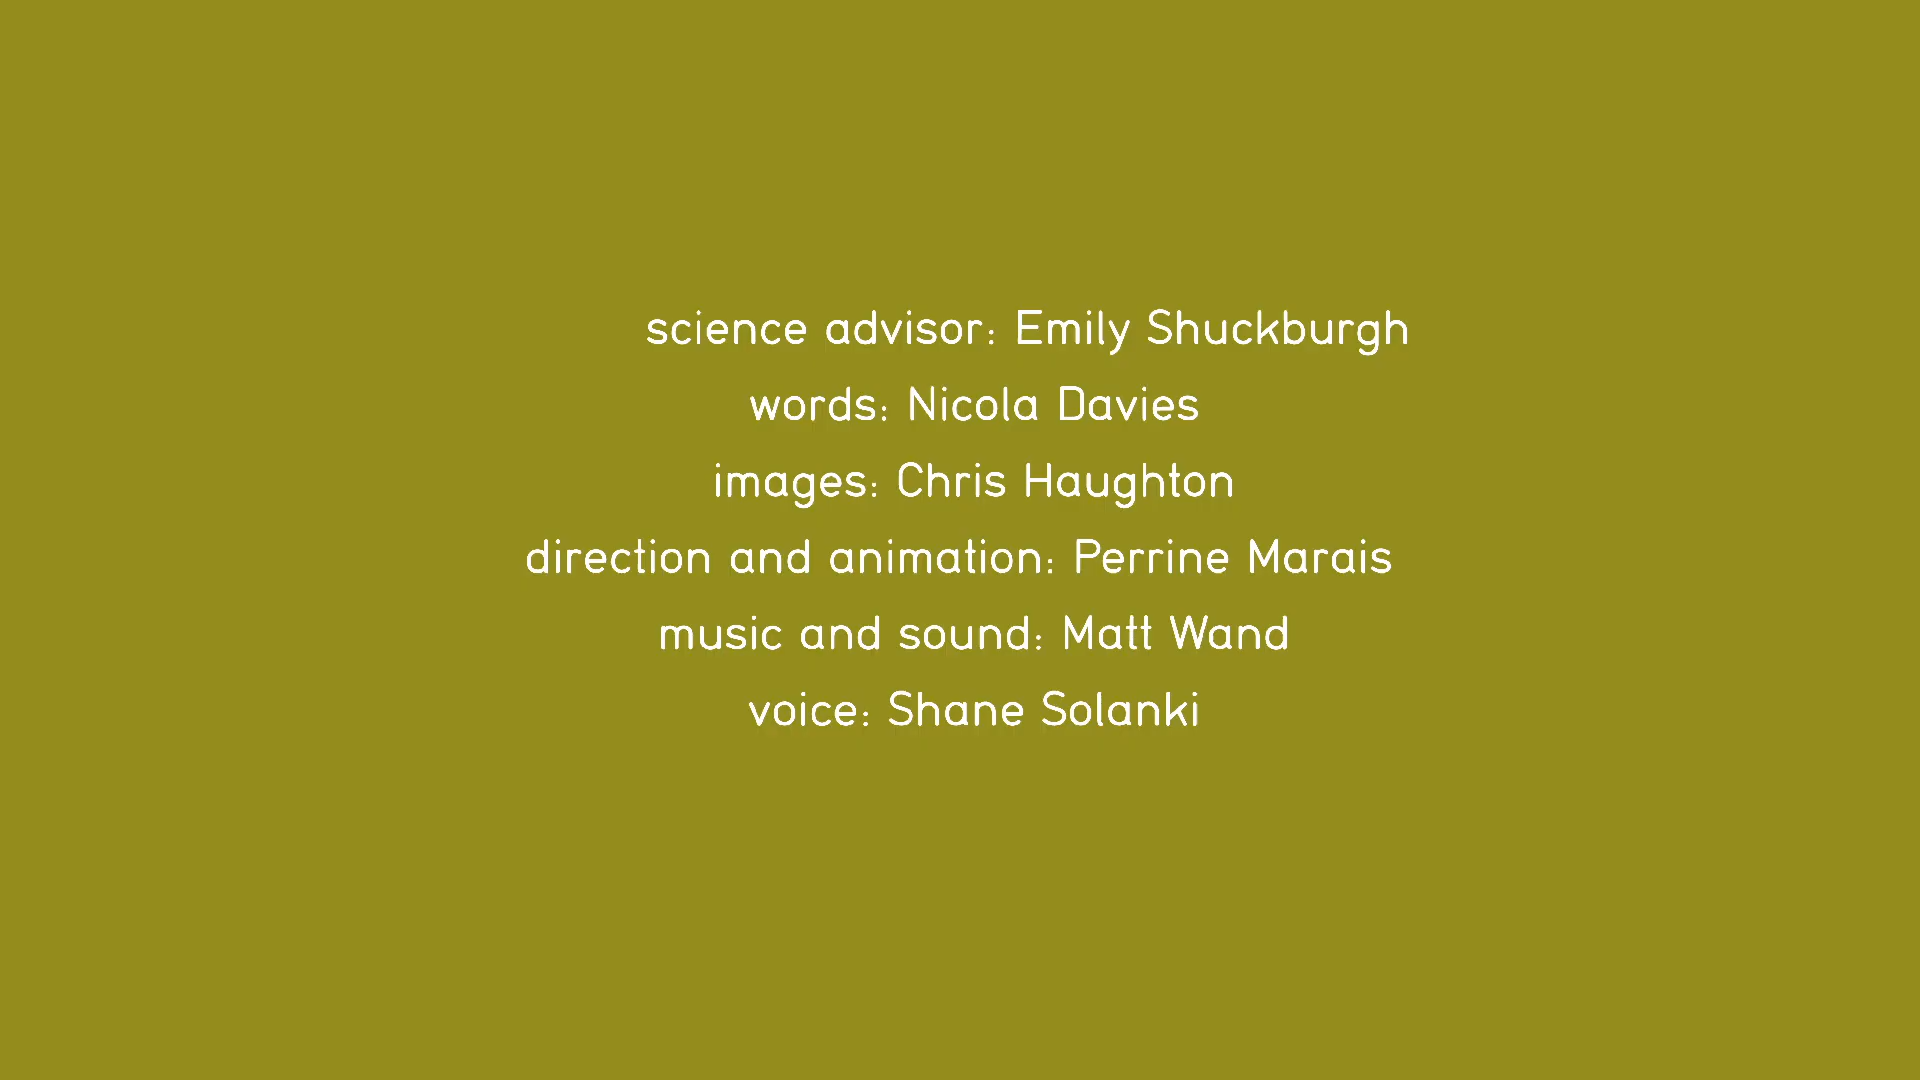 science advisor: Emily Shuckburgh
words: Nicola Davies
images: Chris Haughton
direction and animation: Perrine Marais
music and sound: Matt Wand
voice: Shane Solanki